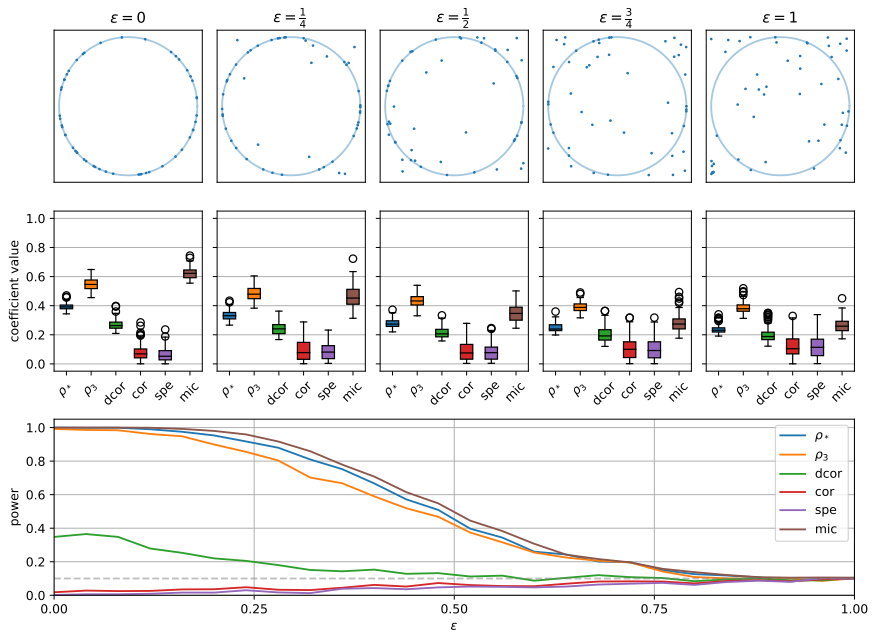 ε = 0 ε = 1/4 ε = 1/2 ε = 3/4 ε = 1
coefficient value
1.0
0.8
0.6
0.4
0.2
0.0
ρ* ρ3 dcor cor spe mic ρ* ρ3 dcor cor spe mic ρ* ρ3 dcor cor spe mic ρ* ρ3 dcor cor spe mic ρ* ρ3 dcor cor spe mic
power
1.0
0.8
0.6
0.4
0.2
0.0
ρ*
ρ3
dcor
cor
spe
mic
0.00 0.25 0.50 0.75 1.00
ε